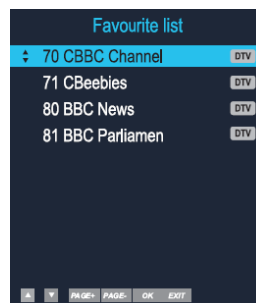 Favourite list
70 CBBC Channel DTV
71 CBeebies DTV
80 BBC News DTV
81 BBC Parliamen DTV
PAGE+ PAGE- OK EXIT